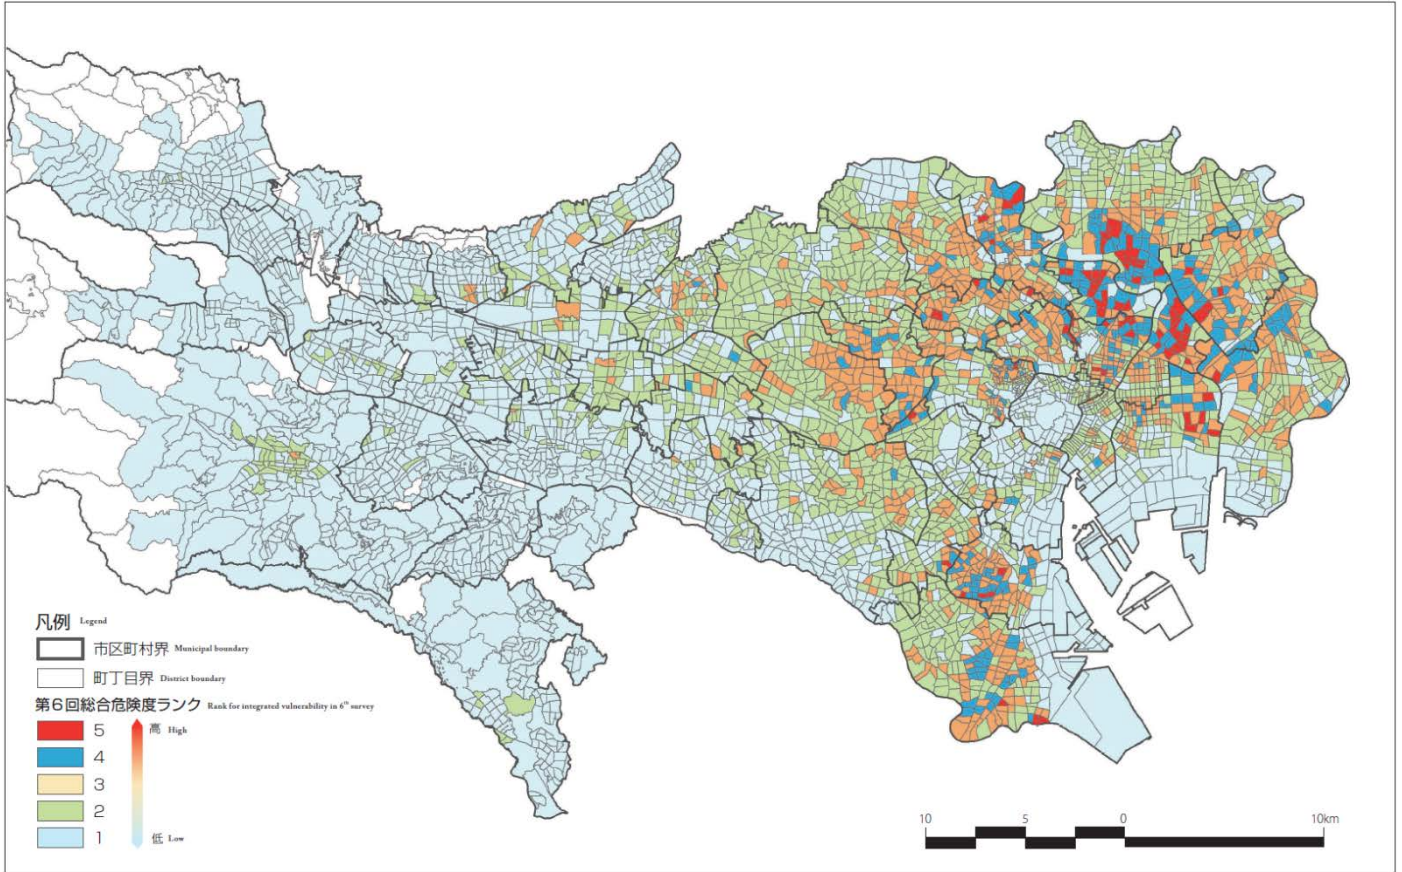 凡例 Legend
市区町村界 Municipal boundary
町丁目界 District boundary
第6回総合危険度ランク Rank for integrated vulnerability in 6th survey
5
高 High
4
3
2
1
低 Low
10 5 0 10km